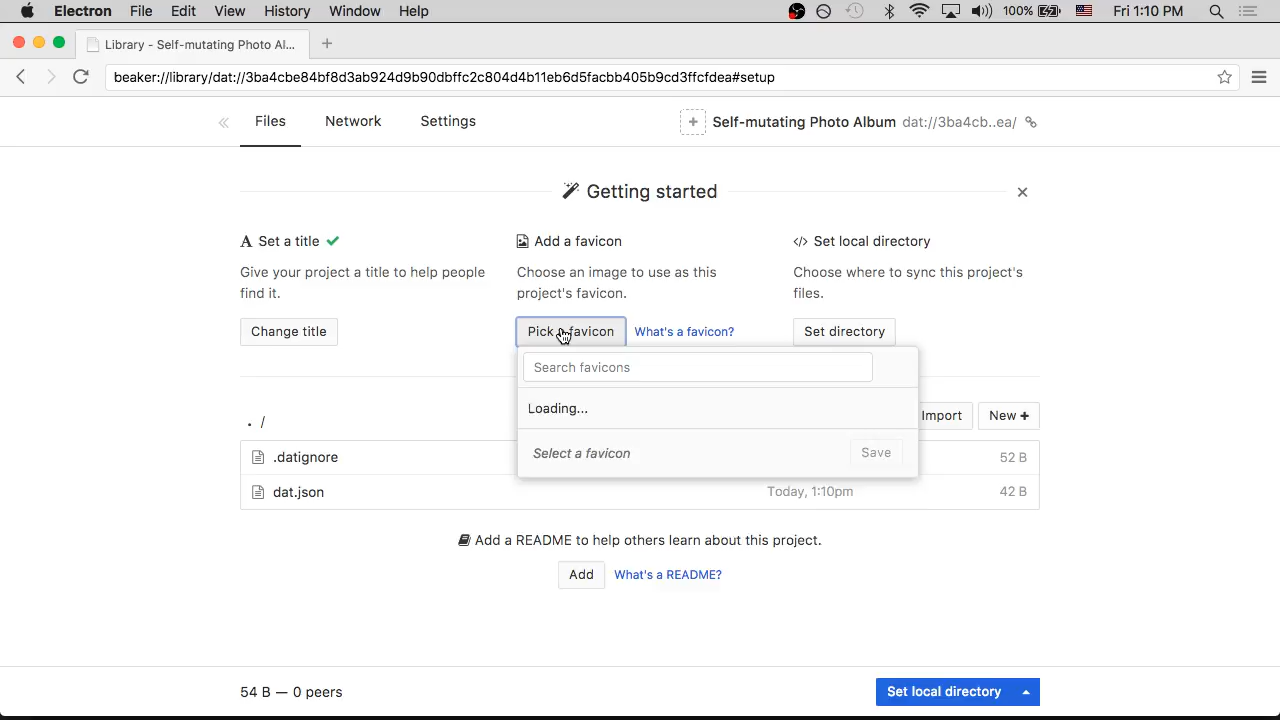 Electron File Edit View History Window Help 100% Fri 1:10 PM
Library - Self-mutating Photo Al...
beaker://library/dat://3ba4cbe84bf8d3ab924d9b90dbffc2c804d4b11eb6d5facbb405b9cd3ffcfdea#setup
Files Network Settings Self-mutating Photo Album dat://3ba4cb..ea/
Getting started
Set a title Add a favicon Set local directory
Give your project a title to help people Choose an image to use as this Choose where to sync this project's
find it. project's favicon. files.
Change title Pick a favicon What's a favicon? Set directory
Search favicons
Loading...
/ Import New +
Select a favicon Save
.datignore 52 B
dat.json Today, 1:10pm 42 B
Add a README to help others learn about this project.
Add What's a README?
54 B — 0 peers Set local directory